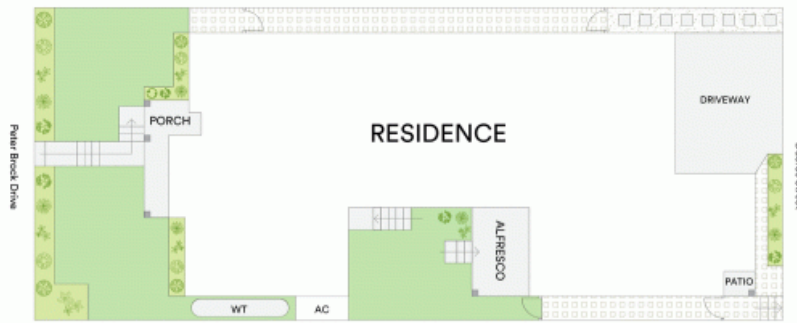 Peter Brock Drive
PORCH
RESIDENCE
DRIVEWAY
ALFRESCO
PATIO
WT
AC